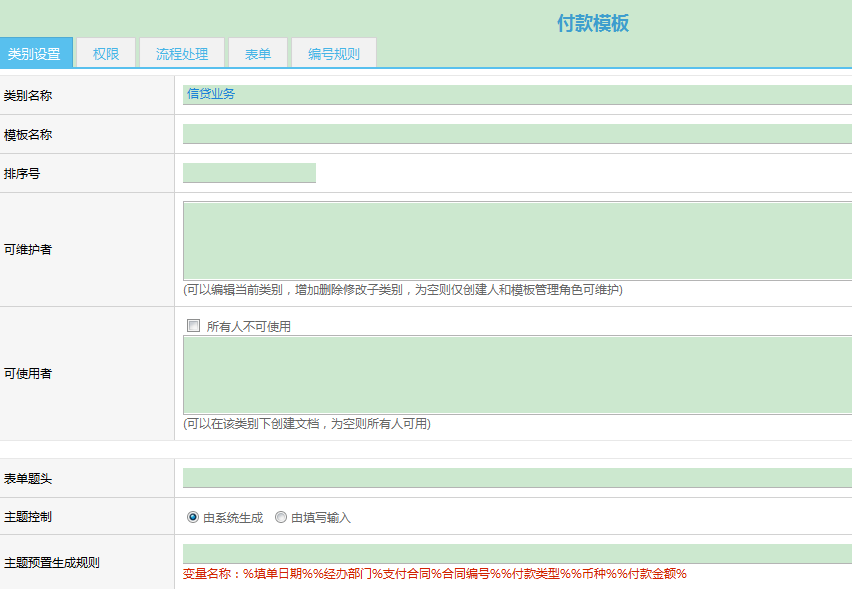 付款模板
类别设置 权限 流程处理 表单 编号规则
类别名称 信贷业务
模板名称
排序号
可维护者
(可以编辑当前类别，增加删除修改子类别，为空则仅创建人和模板管理角色可维护)
所有人不可使用
可使用者
(可以在该类别下创建文档，为空则所有人可用)
表单题头
主题控制 由系统生成 由填写输入
主题预置生成规则
变量名称：%填单日期%%经办部门%支付合同%合同编号%%付款类型%%币种%%付款金额%